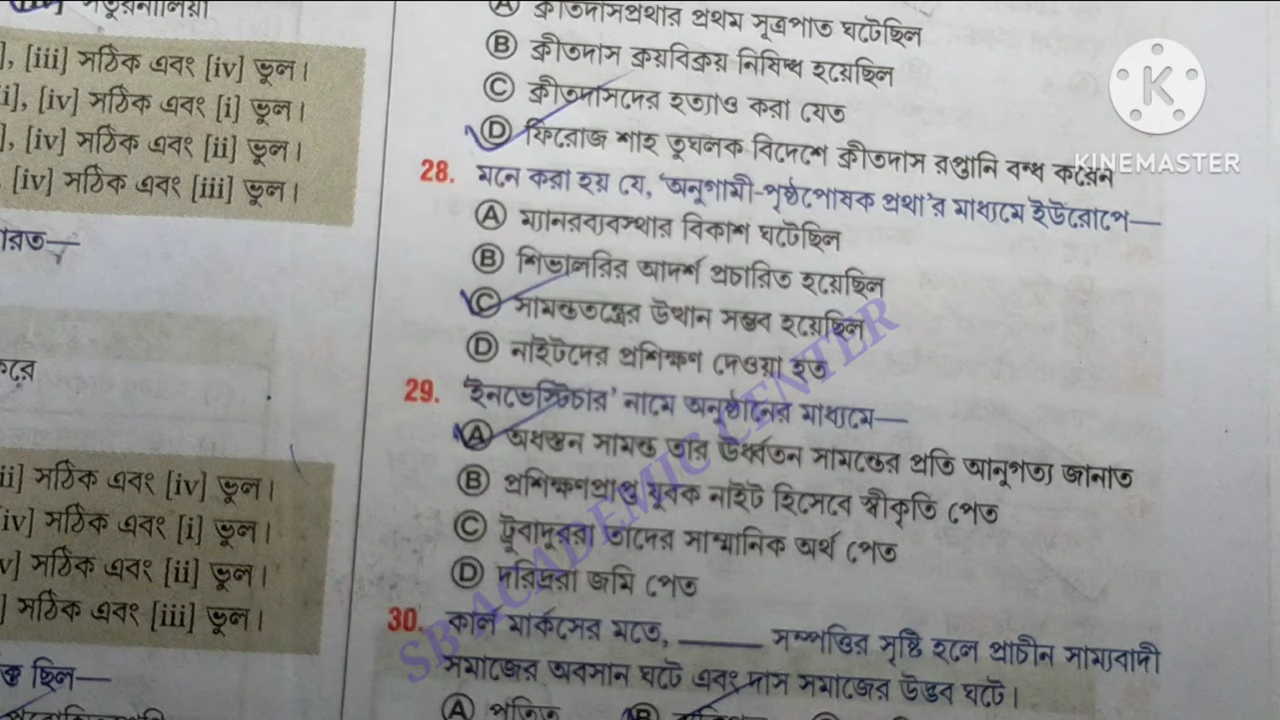 ], [iii] সঠিক এবং [iv] ভুল।
i], [iv] সঠিক এবং [i] ভুল।
], [iv] সঠিক এবং [ii] ভুল।
[iv] সঠিক এবং [iii] ভুল।
ারত—
করে
ii] সঠিক এবং [iv] ভুল।
iv] সঠিক এবং [i] ভুল।
v] সঠিক এবং [ii] ভুল।
] সঠিক এবং [iii] ভুল।
ছিল—
A ক্রীতদাসপ্রথার প্রথম সূত্রপাত ঘটেছিল
B ক্রীতদাস ক্রয়বিক্রয় নিষিদ্ধ হয়েছিল
C ক্রীতদাসদের হত্যাও করা যেত
D ফিরোজ শাহ তুঘলক বিদেশে ক্রীতদাস রপ্তানি বন্ধ করেন
28. মনে করা হয় যে, 'অনুগামী-পৃষ্ঠপোষক প্রথা'র মাধ্যমে ইউরোপে—
A ম্যানরব্যবস্থার বিকাশ ঘটেছিল
B শিভালরির আদর্শ প্রচারিত হয়েছিল
C সামন্ততন্ত্রের উত্থান সম্ভব হয়েছিল
D নাইটদের প্রশিক্ষণ দেওয়া হত
29. 'ইনভেস্টিচার' নামে অনুষ্ঠানের মাধ্যমে—
A অধস্তন সামন্ত তার ঊর্ধ্বতন সামন্তের প্রতি আনুগত্য জানাত
B প্রশিক্ষণপ্রাপ্ত যুবক নাইট হিসেবে স্বীকৃতি পেত
C ট্রুবাদুররা তাদের সাম্মানিক অর্থ পেত
D দরিদ্ররা জমি পেত
30. কার্ল মার্কসের মতে, ______ সম্পত্তির সৃষ্টি হলে প্রাচীন সাম্যবাদী
সমাজের অবসান ঘটে এবং দাস সমাজের উদ্ভব ঘটে।
A পতিত B
KINEMASTER
SB ACADEMIC CENTER